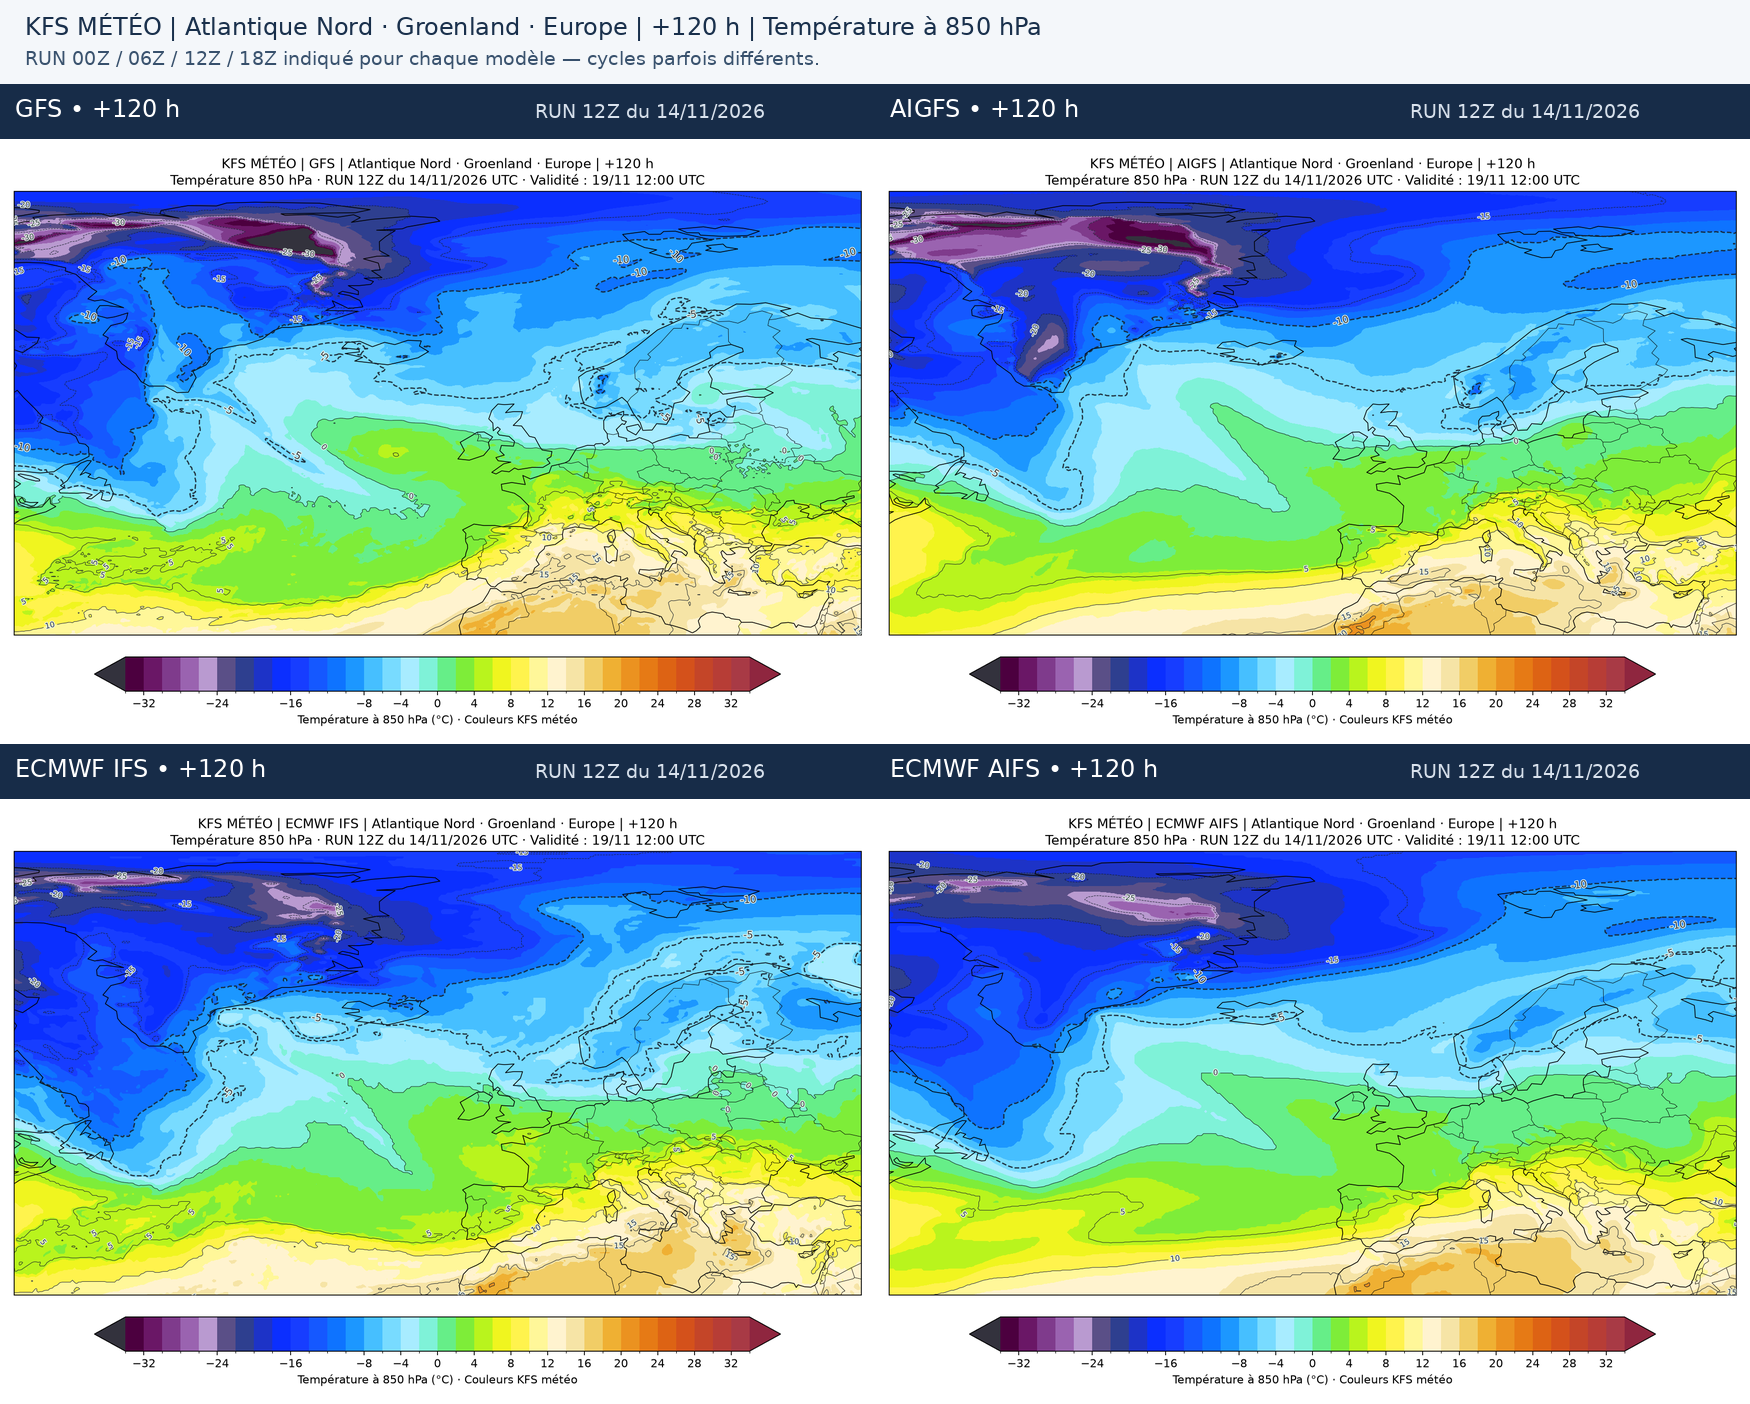 KFS MÉTÉO | Atlantique Nord · Groenland · Europe | +120 h | Température à 850 hPa
RUN 00Z / 06Z / 12Z / 18Z indiqué pour chaque modèle — cycles parfois différents.
GFS • +120 h RUN 12Z du 14/11/2026
AIGFS • +120 h RUN 12Z du 14/11/2026
KFS MÉTÉO | GFS | Atlantique Nord · Groenland · Europe | +120 h
Température 850 hPa · RUN 12Z du 14/11/2026 UTC · Validité : 19/11 12:00 UTC
KFS MÉTÉO | AIGFS | Atlantique Nord · Groenland · Europe | +120 h
Température 850 hPa · RUN 12Z du 14/11/2026 UTC · Validité : 19/11 12:00 UTC
−32 −24 −16 −8 −4 0 4 8 12 16 20 24 28 32
Température à 850 hPa (°C) · Couleurs KFS météo
−32 −24 −16 −8 −4 0 4 8 12 16 20 24 28 32
Température à 850 hPa (°C) · Couleurs KFS météo
ECMWF IFS • +120 h RUN 12Z du 14/11/2026
ECMWF AIFS • +120 h RUN 12Z du 14/11/2026
KFS MÉTÉO | ECMWF IFS | Atlantique Nord · Groenland · Europe | +120 h
Température 850 hPa · RUN 12Z du 14/11/2026 UTC · Validité : 19/11 12:00 UTC
KFS MÉTÉO | ECMWF AIFS | Atlantique Nord · Groenland · Europe | +120 h
Température 850 hPa · RUN 12Z du 14/11/2026 UTC · Validité : 19/11 12:00 UTC
−32 −24 −16 −8 −4 0 4 8 12 16 20 24 28 32
Température à 850 hPa (°C) · Couleurs KFS météo
−32 −24 −16 −8 −4 0 4 8 12 16 20 24 28 32
Température à 850 hPa (°C) · Couleurs KFS météo